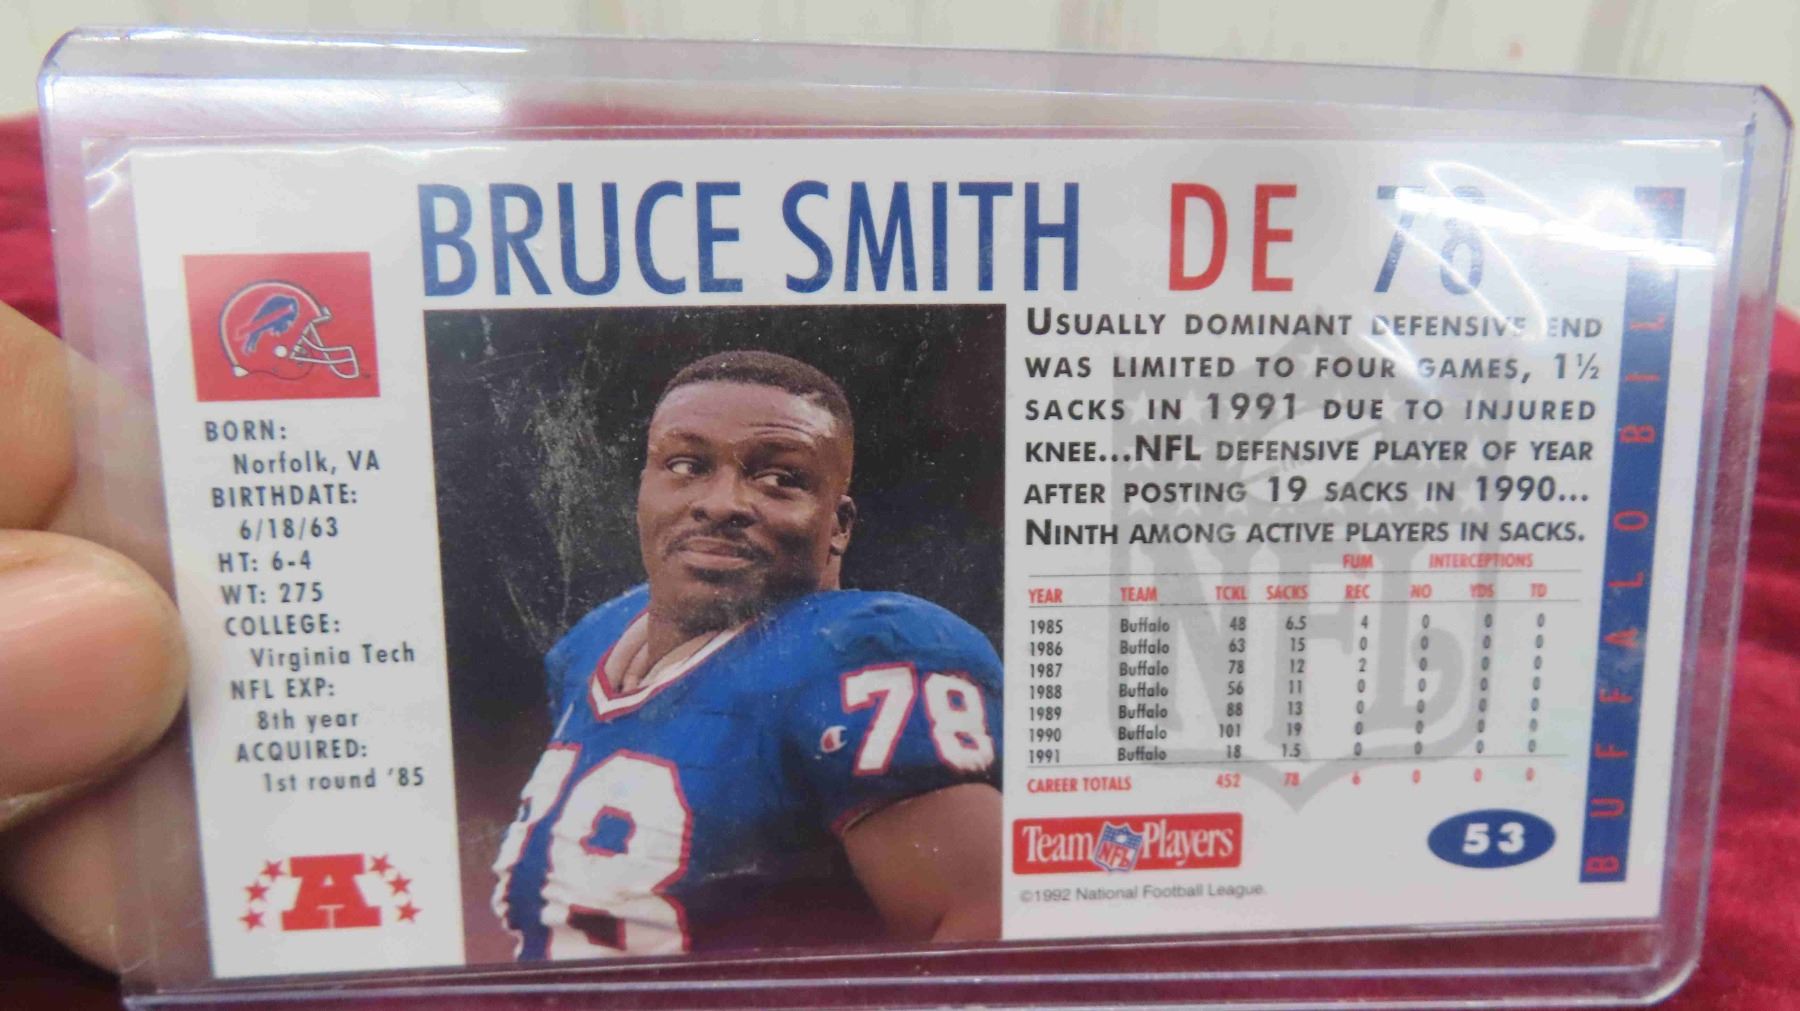 BRUCE SMITH DE 78
BORN:
Norfolk, VA
BIRTHDATE:
6/18/63
HT: 6-4
WT: 275
COLLEGE:
Virginia Tech
NFL EXP:
8th year
ACQUIRED:
1st round '85
A
78
78
USUALLY DOMINANT DEFENSIVE END
WAS LIMITED TO FOUR GAMES, 1½
SACKS IN 1991 DUE TO INJURED
KNEE...NFL DEFENSIVE PLAYER OF YEAR
AFTER POSTING 19 SACKS IN 1990...
NINTH AMONG ACTIVE PLAYERS IN SACKS.
FUM INTERCEPTIONS
YEAR TEAM TCKL SACKS REC NO YDS TD
1985 Buffalo 48 6.5 4 0 0 0
1986 Buffalo 63 15 0 0 0 0
1987 Buffalo 78 12 2 0 0 0
1988 Buffalo 56 11 0 0 0 0
1989 Buffalo 88 13 0 0 0 0
1990 Buffalo 101 19 0 0 0 0
1991 Buffalo 18 1.5 0 0 0 0
CAREER TOTALS 452 78 6 0 0 0
NFL
Team NFL Players
53
©1992 National Football League.
BUFFALO BILLS